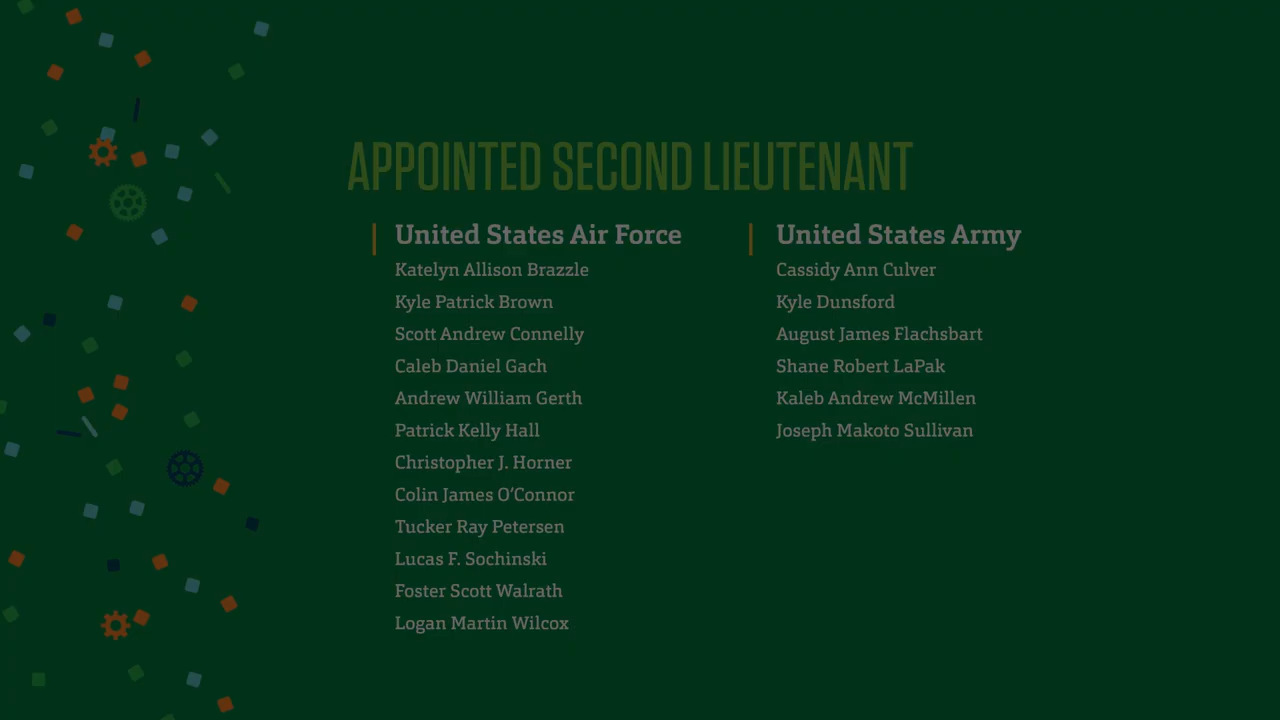 APPOINTED SECOND LIEUTENANT
United States Air Force
Katelyn Allison Brazzle
Kyle Patrick Brown
Scott Andrew Connelly
Caleb Daniel Gach
Andrew William Gerth
Patrick Kelly Hall
Christopher J. Horner
Colin James O’Connor
Tucker Ray Petersen
Lucas F. Sochinski
Foster Scott Walrath
Logan Martin Wilcox
United States Army
Cassidy Ann Culver
Kyle Dunsford
August James Flachsbart
Shane Robert LaPak
Kaleb Andrew McMillen
Joseph Makoto Sullivan